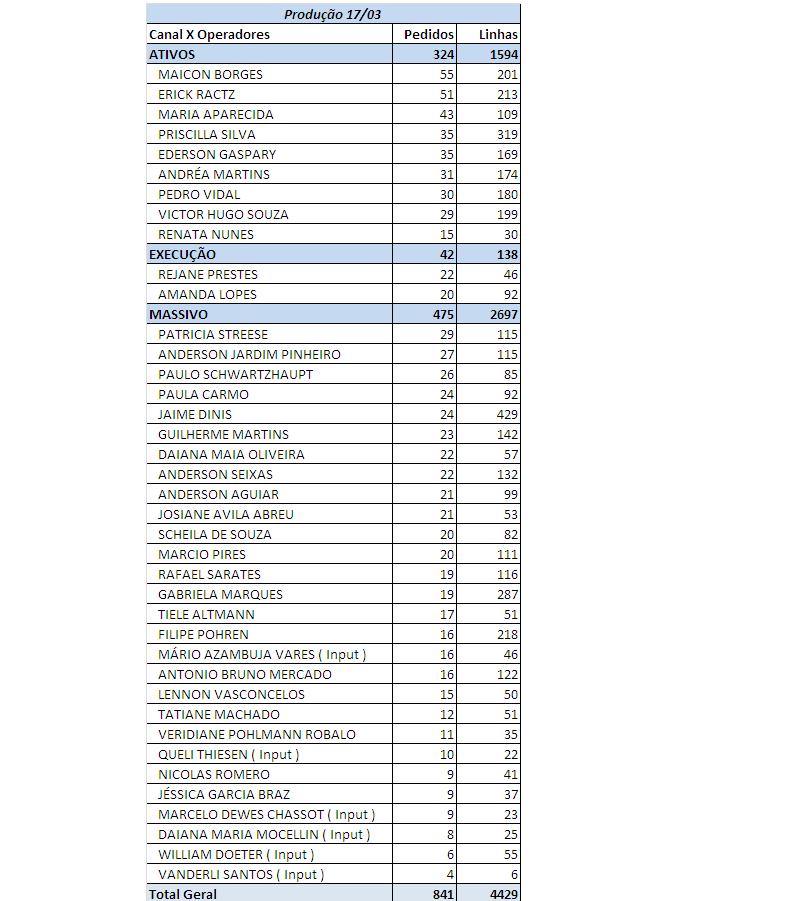 Produção 17/03
Canal X Operadores Pedidos Linhas
ATIVOS 324 1594
MAICON BORGES 55 201
ERICK RACTZ 51 213
MARIA APARECIDA 43 109
PRISCILLA SILVA 35 319
EDERSON GASPARY 35 169
ANDRÉA MARTINS 31 174
PEDRO VIDAL 30 180
VICTOR HUGO SOUZA 29 199
RENATA NUNES 15 30
EXECUÇÃO 42 138
REJANE PRESTES 22 46
AMANDA LOPES 20 92
MASSIVO 475 2697
PATRICIA STREESE 29 115
ANDERSON JARDIM PINHEIRO 27 115
PAULO SCHWARTZHAUPT 26 85
PAULA CARMO 24 92
JAIME DINIS 24 429
GUILHERME MARTINS 23 142
DAIANA MAIA OLIVEIRA 22 57
ANDERSON SEIXAS 22 132
ANDERSON AGUIAR 21 99
JOSIANE AVILA ABREU 21 53
SCHEILA DE SOUZA 20 82
MARCIO PIRES 20 111
RAFAEL SARATES 19 116
GABRIELA MARQUES 19 287
TIELE ALTMANN 17 51
FILIPE POHREN 16 218
MÁRIO AZAMBUJA VARES ( Input ) 16 46
ANTONIO BRUNO MERCADO 16 122
LENNON VASCONCELOS 15 50
TATIANE MACHADO 12 51
VERIDIANE POHLMANN ROBALO 11 35
QUELI THIESEN ( Input ) 10 22
NICOLAS ROMERO 9 41
JÉSSICA GARCIA BRAZ 9 37
MARCELO DEWES CHASSOT ( Input ) 9 23
DAIANA MARIA MOCELLIN ( Input ) 8 25
WILLIAM DOETER ( Input ) 6 55
VANDERLI SANTOS ( Input ) 4 6
Total Geral 841 4429